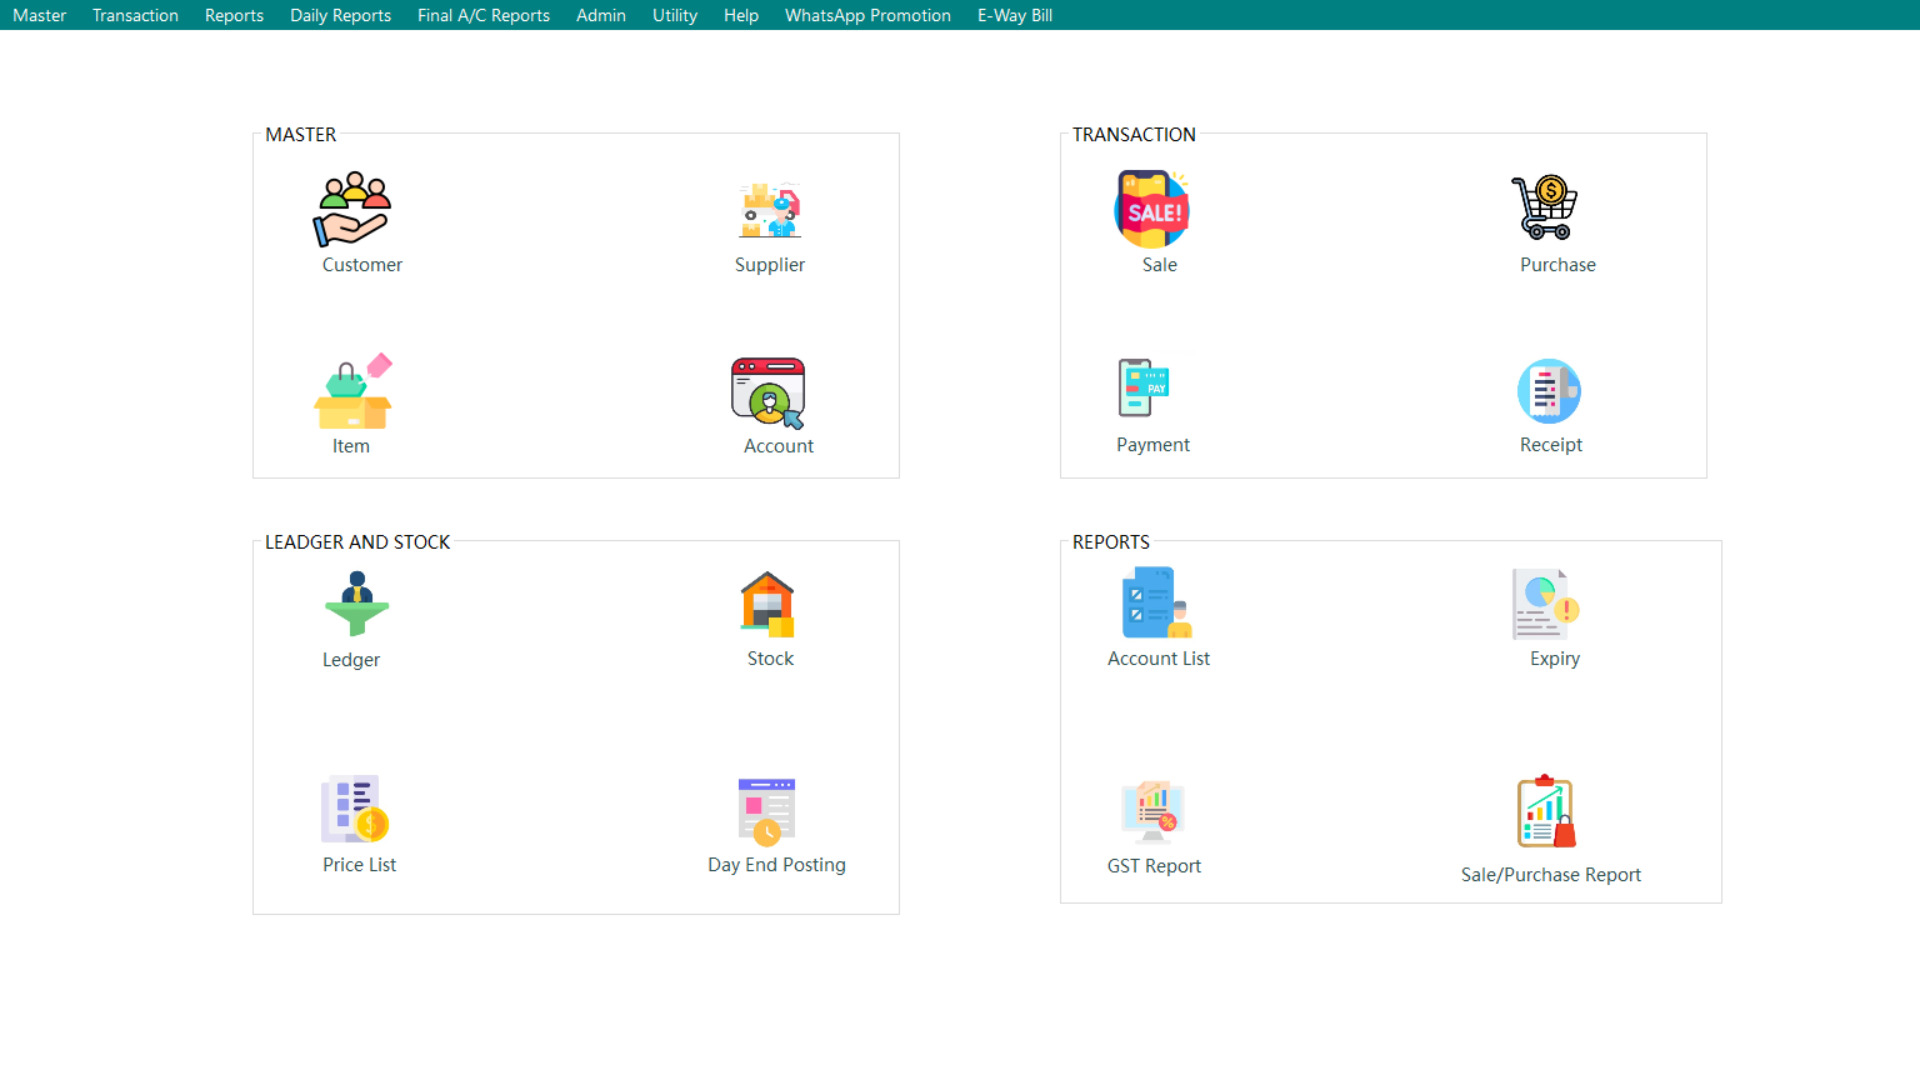 Master Transaction Reports Daily Reports Final A/C Reports Admin Utility Help WhatsApp Promotion E-Way Bill
MASTER
Customer
Supplier
Item
Account
TRANSACTION
SALE!
Sale
Purchase
PAY
Payment
Receipt
LEADGER AND STOCK
Ledger
Stock
Price List
Day End Posting
REPORTS
Account List
Expiry
GST Report
Sale/Purchase Report